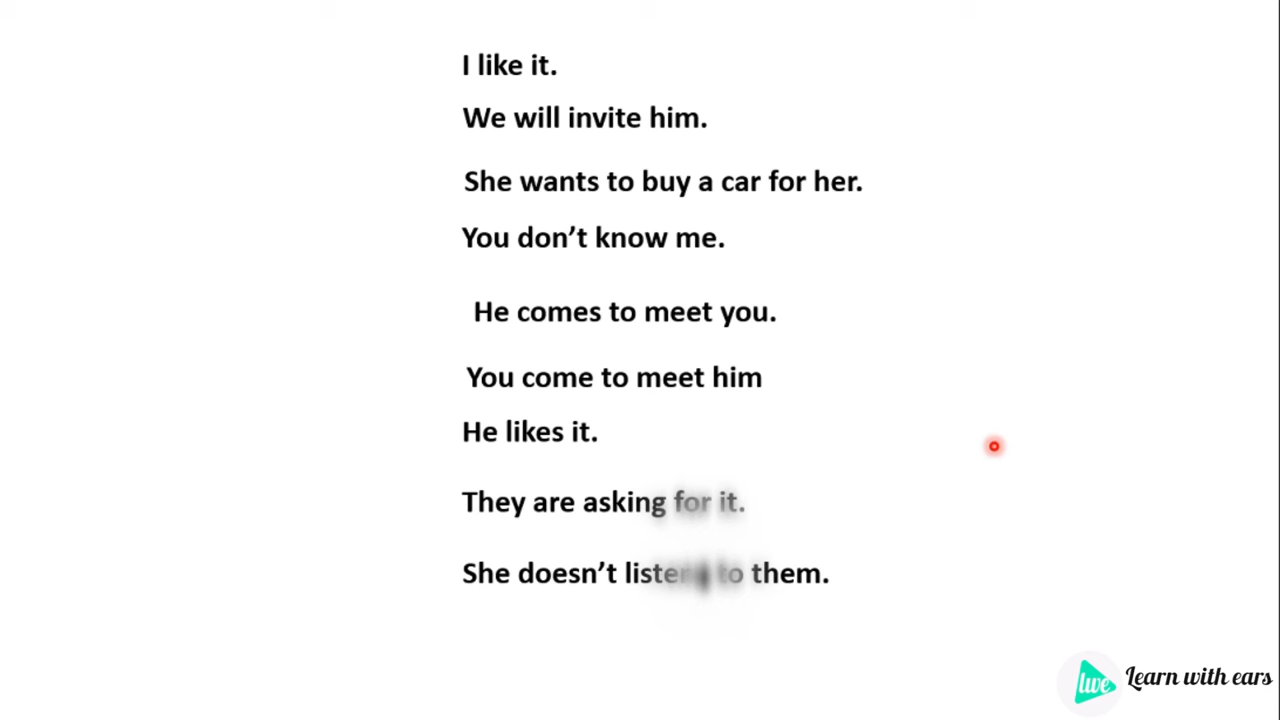 I like it.
We will invite him.
She wants to buy a car for her.
You don’t know me.
He comes to meet you.
You come to meet him
He likes it.
They are asking for it.
She doesn’t listen to them.
live
Learn with ears